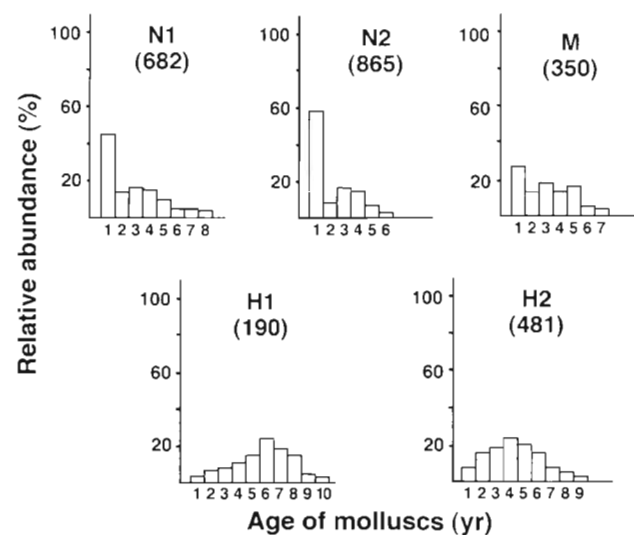 N1
(682)
100
60
20
1 2 3 4 5 6 7 8
N2
(865)
100
60
20
1 2 3 4 5 6
M
(350)
100
60
20
1 2 3 4 5 6 7
Relative abundance (%)
H1
(190)
100
60
20
1 2 3 4 5 6 7 8 9 10
H2
(481)
100
60
20
1 2 3 4 5 6 7 8 9
Age of molluscs (yr)